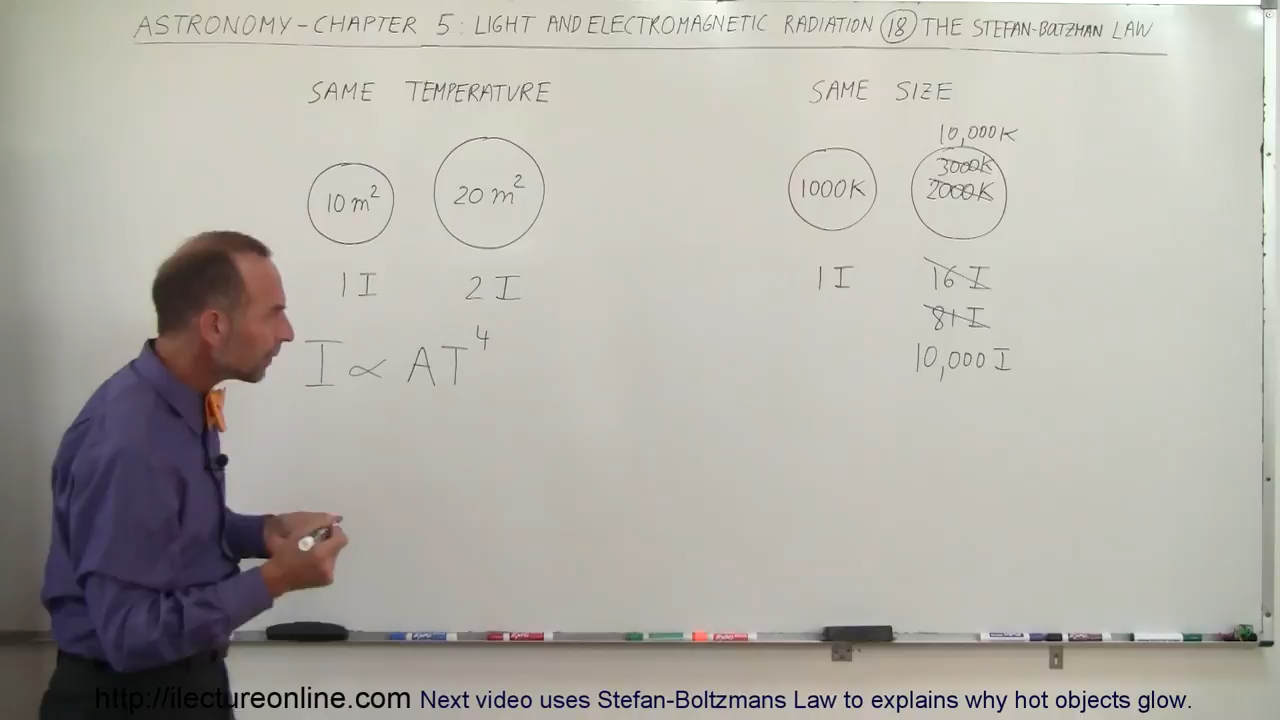 ASTRONOMY - CHAPTER 5: LIGHT AND ELECTROMAGNETIC RADIATION 18 THE STEFAN-BOLTZMAN LAW
SAME TEMPERATURE
10 m²
20 m²
1 I
2 I
I ∝ AT⁴
SAME SIZE
10,000K
1000K
3000K
2000K
1 I
16 I
81 I
10,000 I
http://ilectureonline.com Next video uses Stefan-Boltzmans Law to explains why hot objects glow.